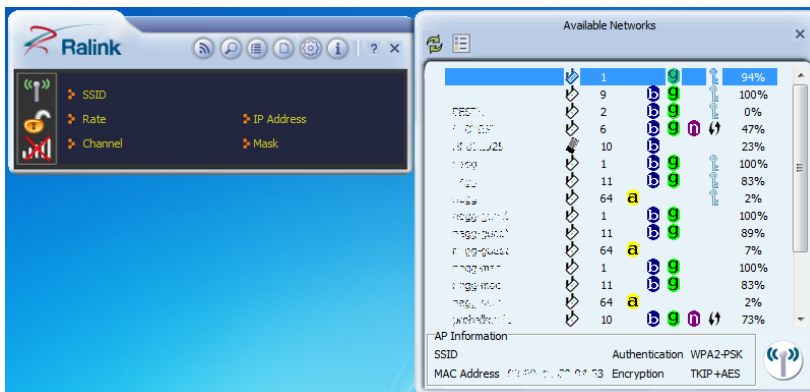 Available Networks
Ralink
? ×
×
SSID
Rate
IP Address
Channel
Mask
1 g 94%
9 b g 100%
2 b g 0%
6 b g n 47%
10 b 23%
1 b g 100%
11 b g 83%
64 a 2%
1 b g 100%
11 b g 89%
64 a 7%
1 b g 100%
11 b g 83%
64 a 2%
10 b g n 73%
AP Information
SSID Authentication WPA2-PSK
MAC Address Encryption TKIP+AES